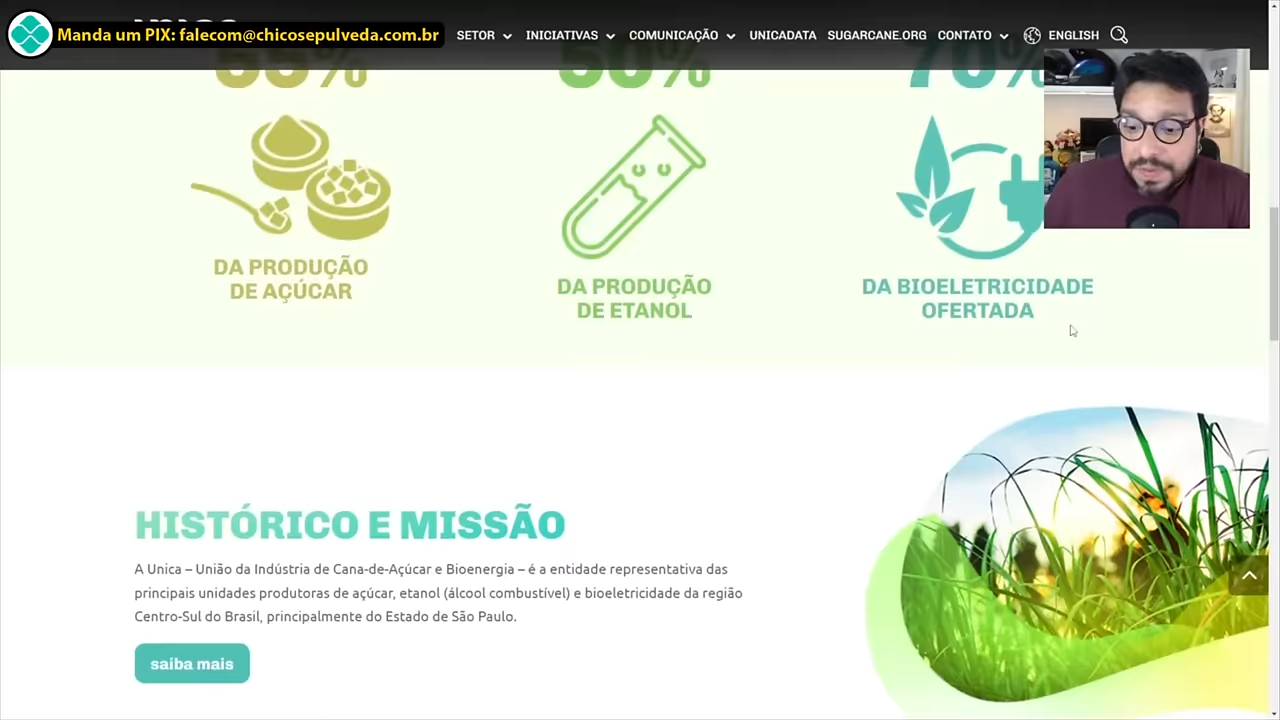 Manda um PIX: falecom@chicosepulveda.com.br
SETOR INICIATIVAS COMUNICAÇÃO UNICADATA SUGARCANE.ORG CONTATO ENGLISH
50%
DA PRODUÇÃO
DE AÇÚCAR
DA PRODUÇÃO
DE ETANOL
DA BIOELETRICIDADE
OFERTADA
HISTÓRICO E MISSÃO
A Unica – União da Indústria de Cana-de-Açúcar e Bioenergia – é a entidade representativa das
principais unidades produtoras de açúcar, etanol (álcool combustível) e bioeletricidade da região
Centro-Sul do Brasil, principalmente do Estado de São Paulo.
saiba mais